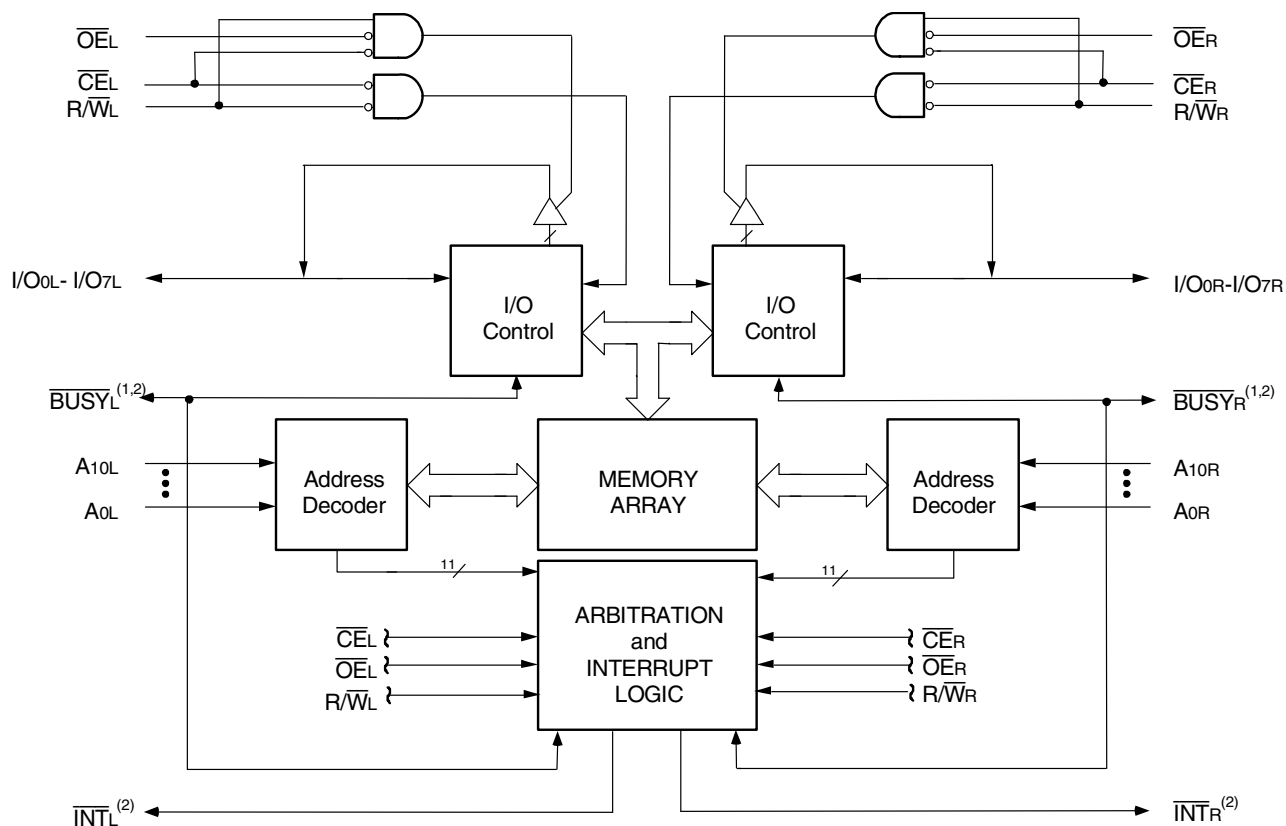 OEL
OER
CEL
CER
R/WL
R/WR
I/O0L- I/O7L
I/O
Control
I/O
Control
I/O0R-I/O7R
BUSYL(1,2)
BUSYR(1,2)
A10L
Address
Decoder
MEMORY
ARRAY
Address
Decoder
A10R
A0L
A0R
11
11
ARBITRATION
and
INTERRUPT
LOGIC
CEL
OEL
R/WL
CER
OER
R/WR
INTL(2)
INTR(2)